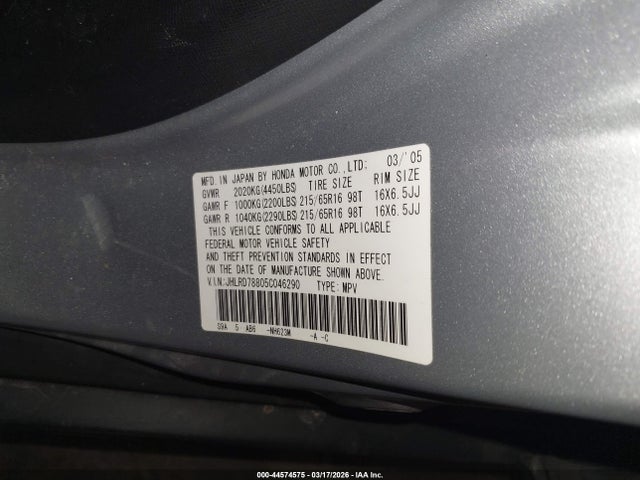 MFD. IN JAPAN BY HONDA MOTOR CO., LTD; 03/'05
GVWR 2020KG(4450LBS) TIRE SIZE RIM SIZE
GAWR F 1000KG(2200LBS) 215/65R16 98T 16X6.5JJ
GAWR R 1040KG(2290LBS) 215/65R16 98T 16X6.5JJ
THIS VEHICLE CONFORMS TO ALL APPLICABLE
FEDERAL MOTOR VEHICLE SAFETY
AND THEFT PREVENTION STANDARDS IN EFFECT
ON THE DATE OF MANUFACTURE SHOWN ABOVE.
V.I.N:JHLRD78805C046290 TYPE: MPV
S9A 5 AB6 -NH623M -A -C
000-44574575 — 03/17/2026 — IAA Inc.